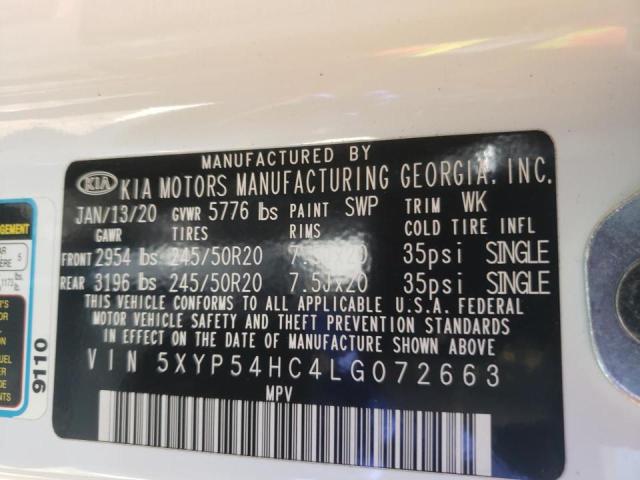 MANUFACTURED BY
KIA KIA MOTORS MANUFACTURING GEORGIA, INC.
JAN/13/20 GVWR 5776 lbs PAINT SWP TRIM WK
GAWR TIRES RIMS COLD TIRE INFL
FRONT 2954 lbs 245/50R20 7.5JX20 35psi SINGLE
REAR 3196 lbs 245/50R20 7.5JX20 35psi SINGLE
THIS VEHICLE CONFORMS TO ALL APPLICABLE U.S.A. FEDERAL
MOTOR VEHICLE SAFETY AND THEFT PREVENTION STANDARDS
IN EFFECT ON THE DATE OF MANUFACTURE SHOWN ABOVE.
VIN 5XYP54HC4LG072663
MPV
9110